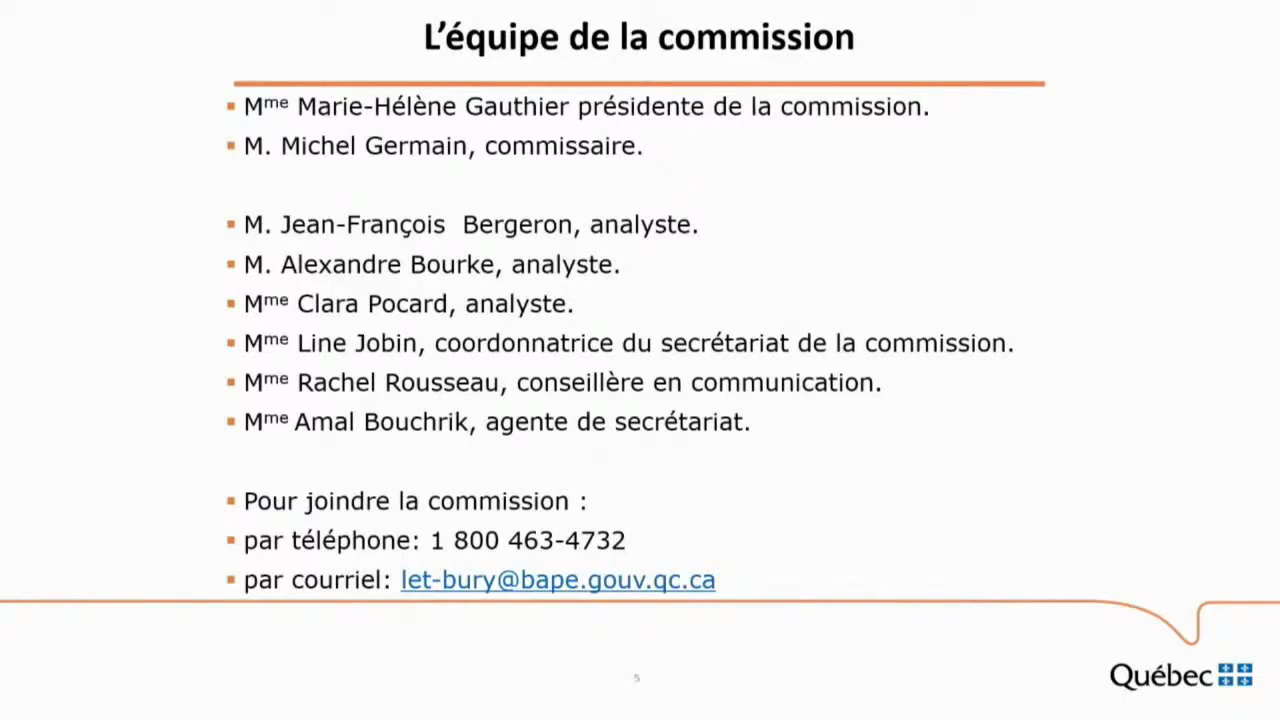 L’équipe de la commission
▪ Mme Marie-Hélène Gauthier présidente de la commission.
▪ M. Michel Germain, commissaire.
▪ M. Jean-François  Bergeron, analyste.
▪ M. Alexandre Bourke, analyste.
▪ Mme Clara Pocard, analyste.
▪ Mme Line Jobin, coordonnatrice du secrétariat de la commission.
▪ Mme Rachel Rousseau, conseillère en communication.
▪ Mme Amal Bouchrik, agente de secrétariat.
▪ Pour joindre la commission :
▪ par téléphone: 1 800 463-4732
▪ par courriel: let-bury@bape.gouv.qc.ca
5
Québec